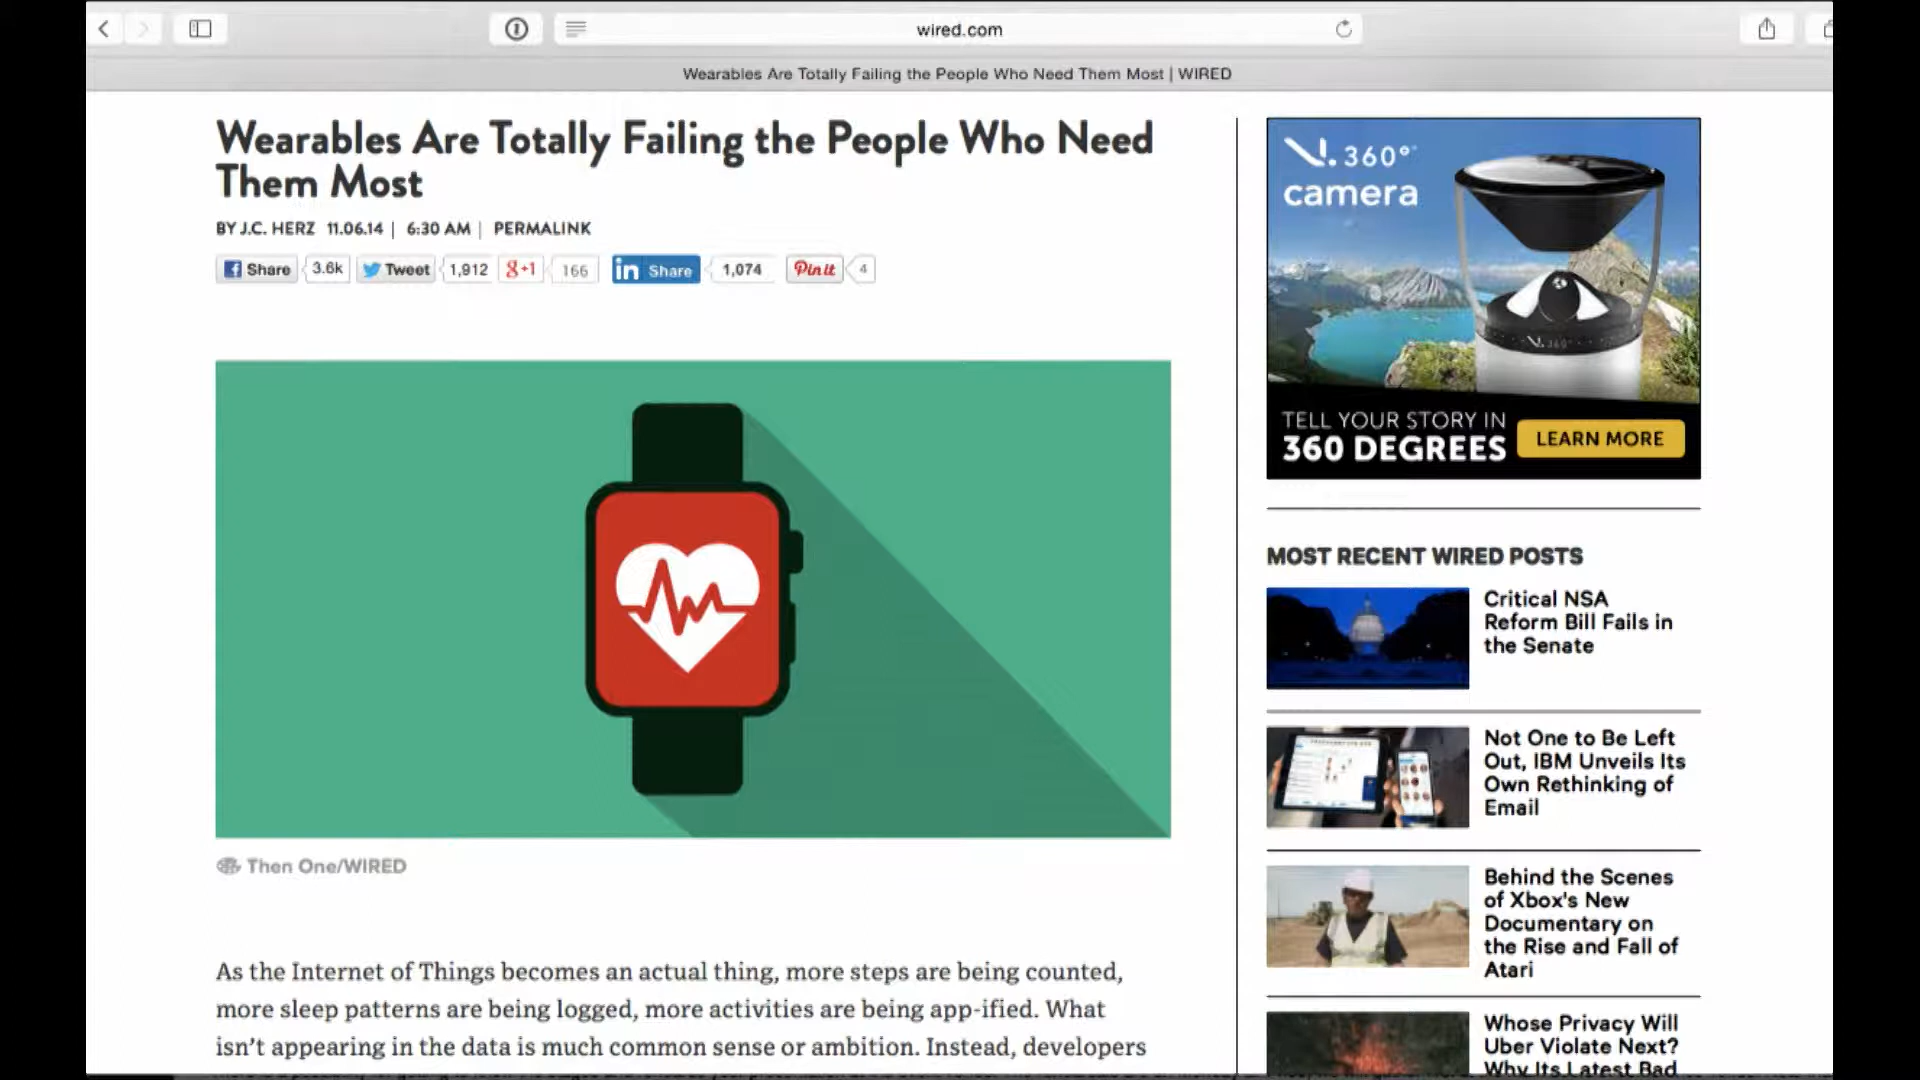 wired.com
Wearables Are Totally Failing the People Who Need Them Most | WIRED
Wearables Are Totally Failing the People Who Need
Them Most
BY J.C. HERZ 11.06.14 | 6:30 AM | PERMALINK
Share 3.6k Tweet 1,912 g+1 166 in Share 1,074 Pin it 4
Then One/WIRED
As the Internet of Things becomes an actual thing, more steps are being counted,
more sleep patterns are being logged, more activities are being app-ified. What
isn't appearing in the data is much common sense or ambition. Instead, developers
V.360°
camera
V.360°
TELL YOUR STORY IN
360 DEGREES
LEARN MORE
MOST RECENT WIRED POSTS
Critical NSA
Reform Bill Fails in
the Senate
Not One to Be Left
Out, IBM Unveils Its
Own Rethinking of
Email
Behind the Scenes
of Xbox's New
Documentary on
the Rise and Fall of
Atari
Whose Privacy Will
Uber Violate Next?
Why Its Latest Bad